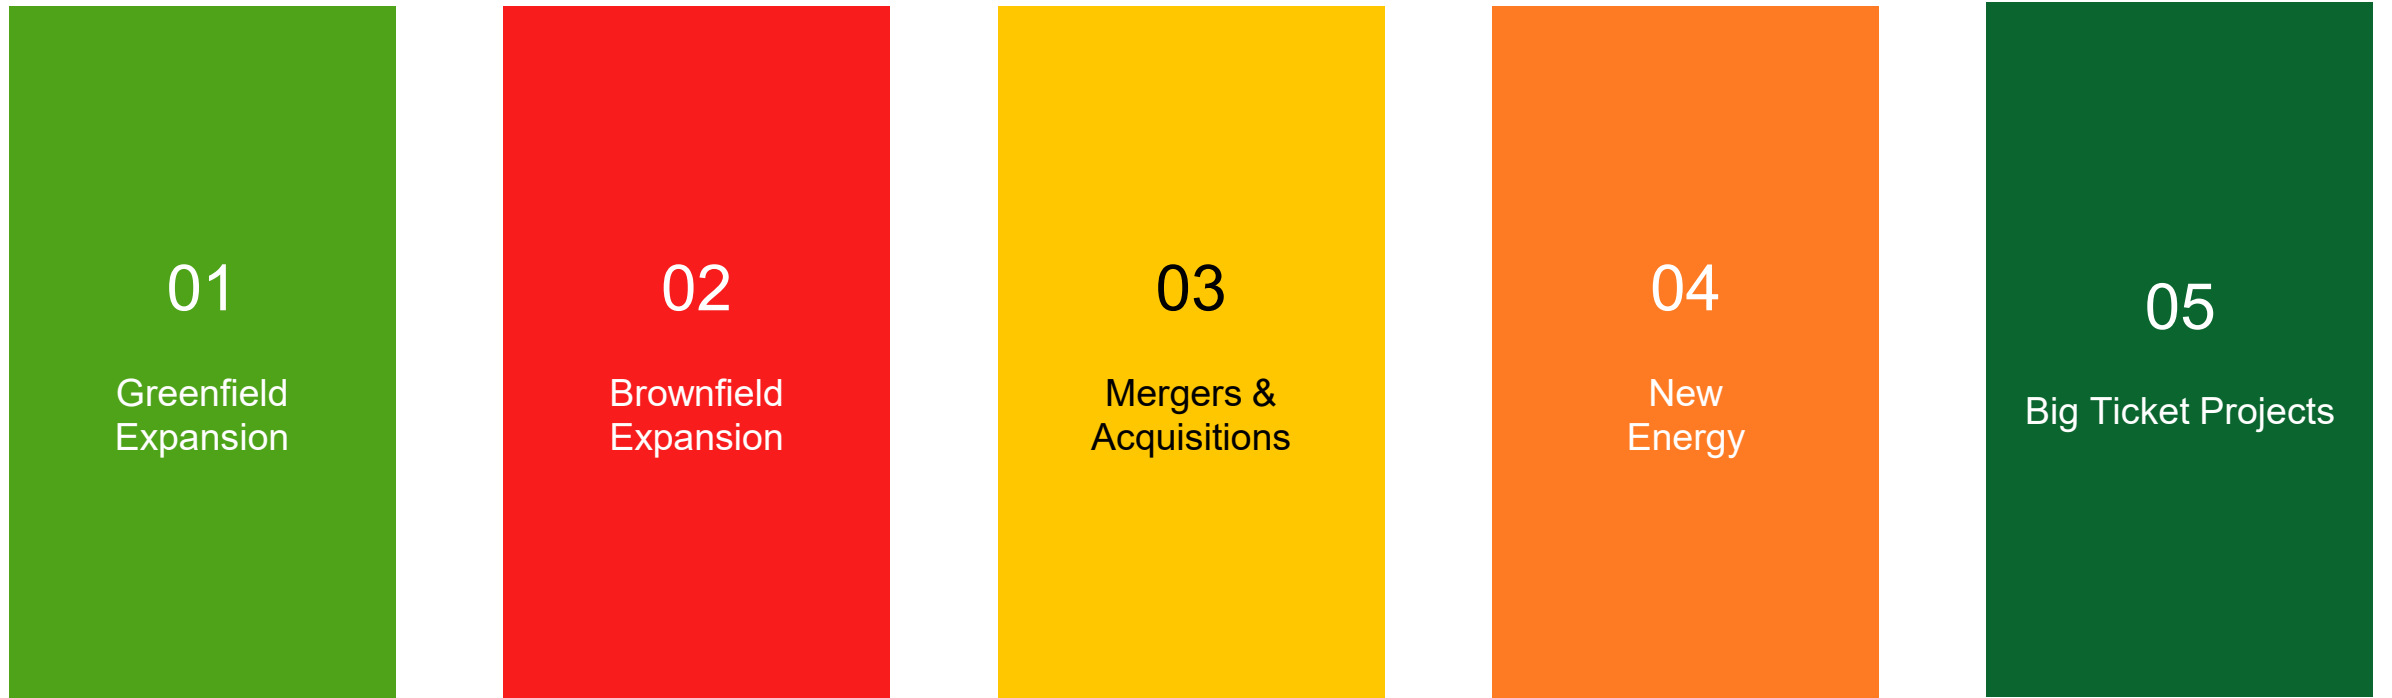 01
Greenfield
Expansion
02
Brownfield
Expansion
03
Mergers &
Acquisitions
04
New
Energy
05
Big Ticket Projects